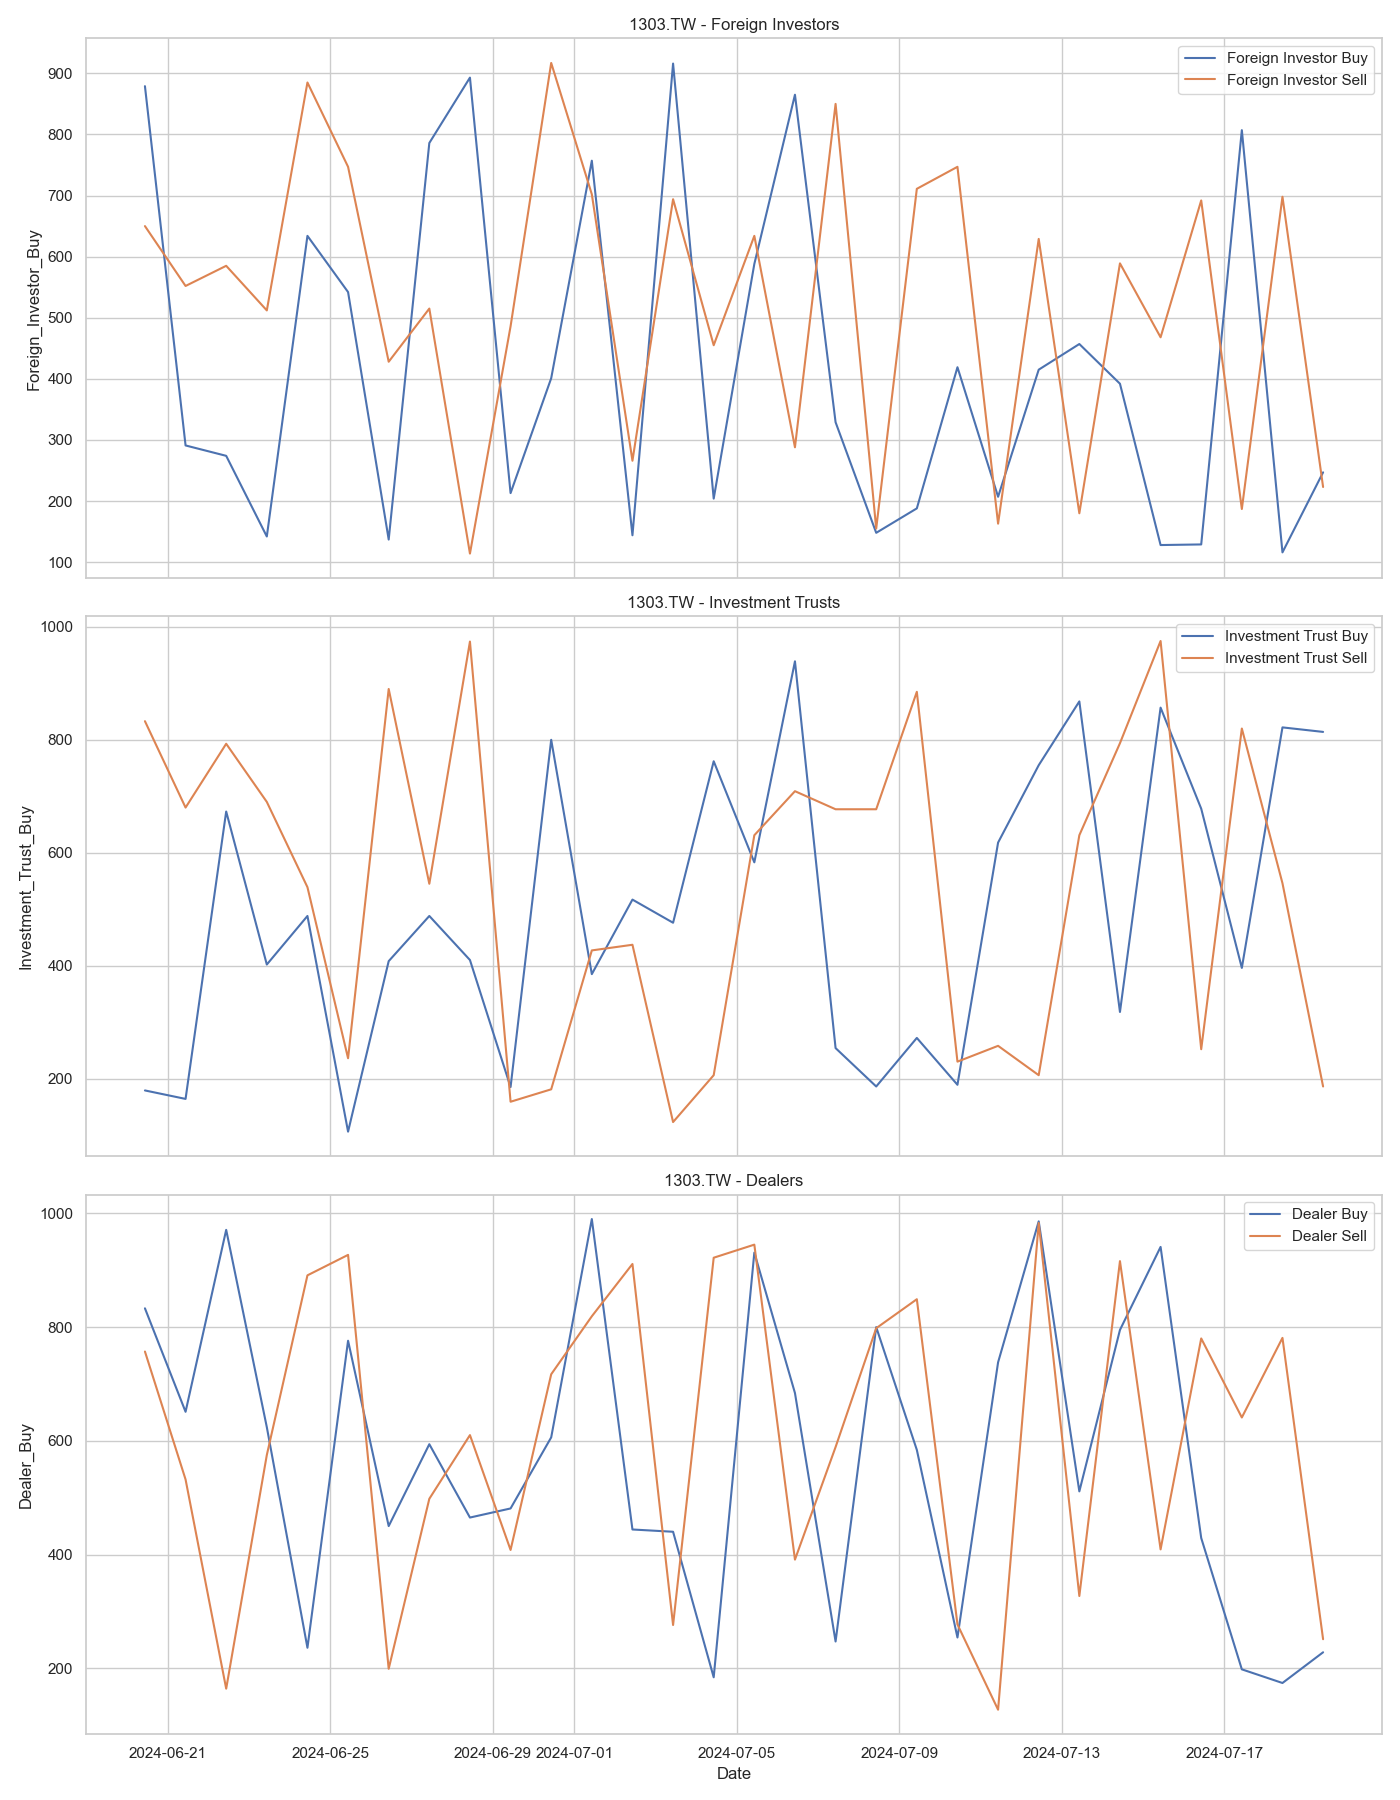 1303.TW - Foreign Investors
Foreign Investor Buy
Foreign Investor Sell
Foreign_Investor_Buy
900
800
700
600
500
400
300
200
100
1303.TW - Investment Trusts
Investment Trust Buy
Investment Trust Sell
Investment_Trust_Buy
1000
800
600
400
200
1303.TW - Dealers
Dealer Buy
Dealer Sell
Dealer_Buy
1000
800
600
400
200
2024-06-21 2024-06-25 2024-06-29 2024-07-01 2024-07-05 2024-07-09 2024-07-13 2024-07-17
Date